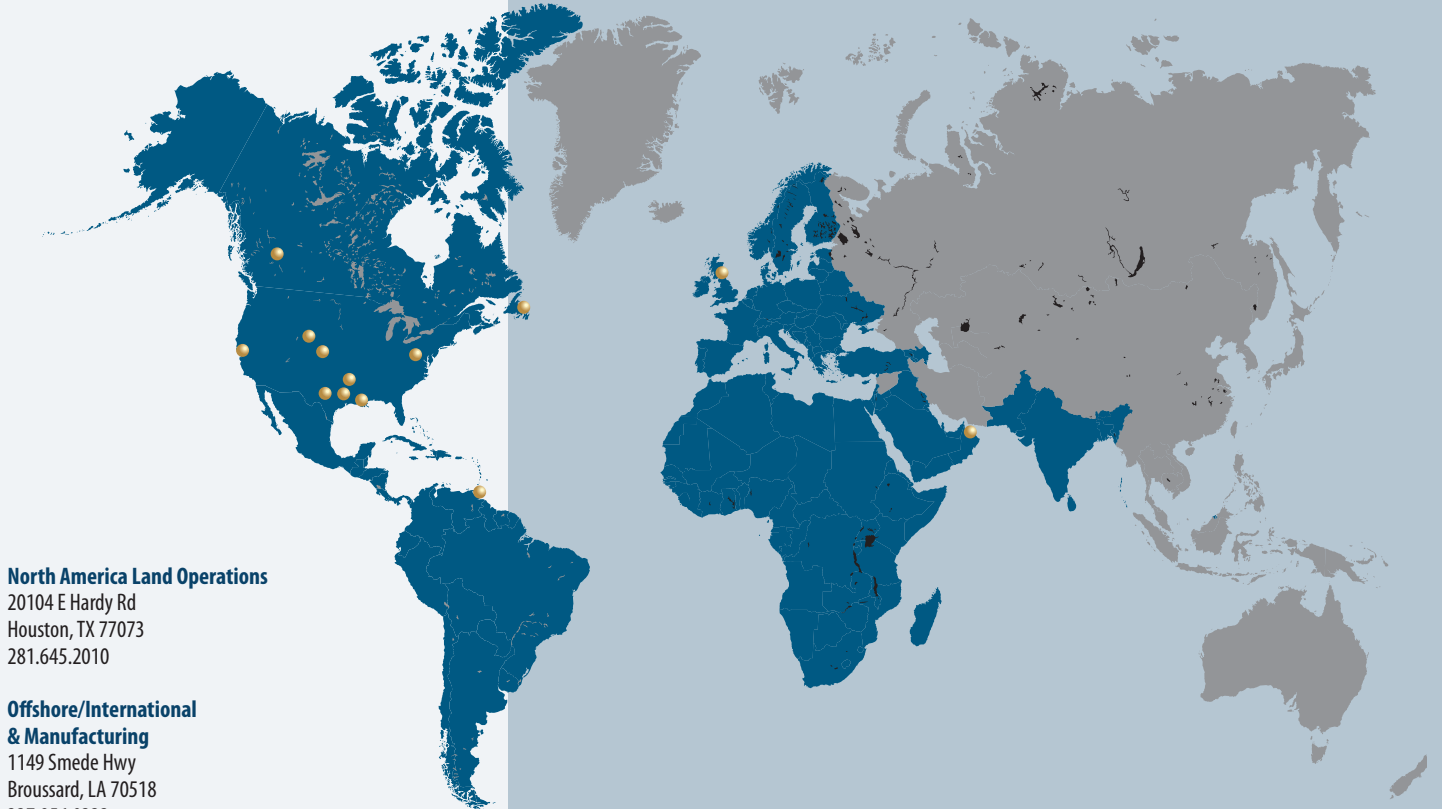 North America Land Operations
20104 E Hardy Rd
Houston, TX 77073
281.645.2010
Offshore/International
& Manufacturing
1149 Smede Hwy
Broussard, LA 70518